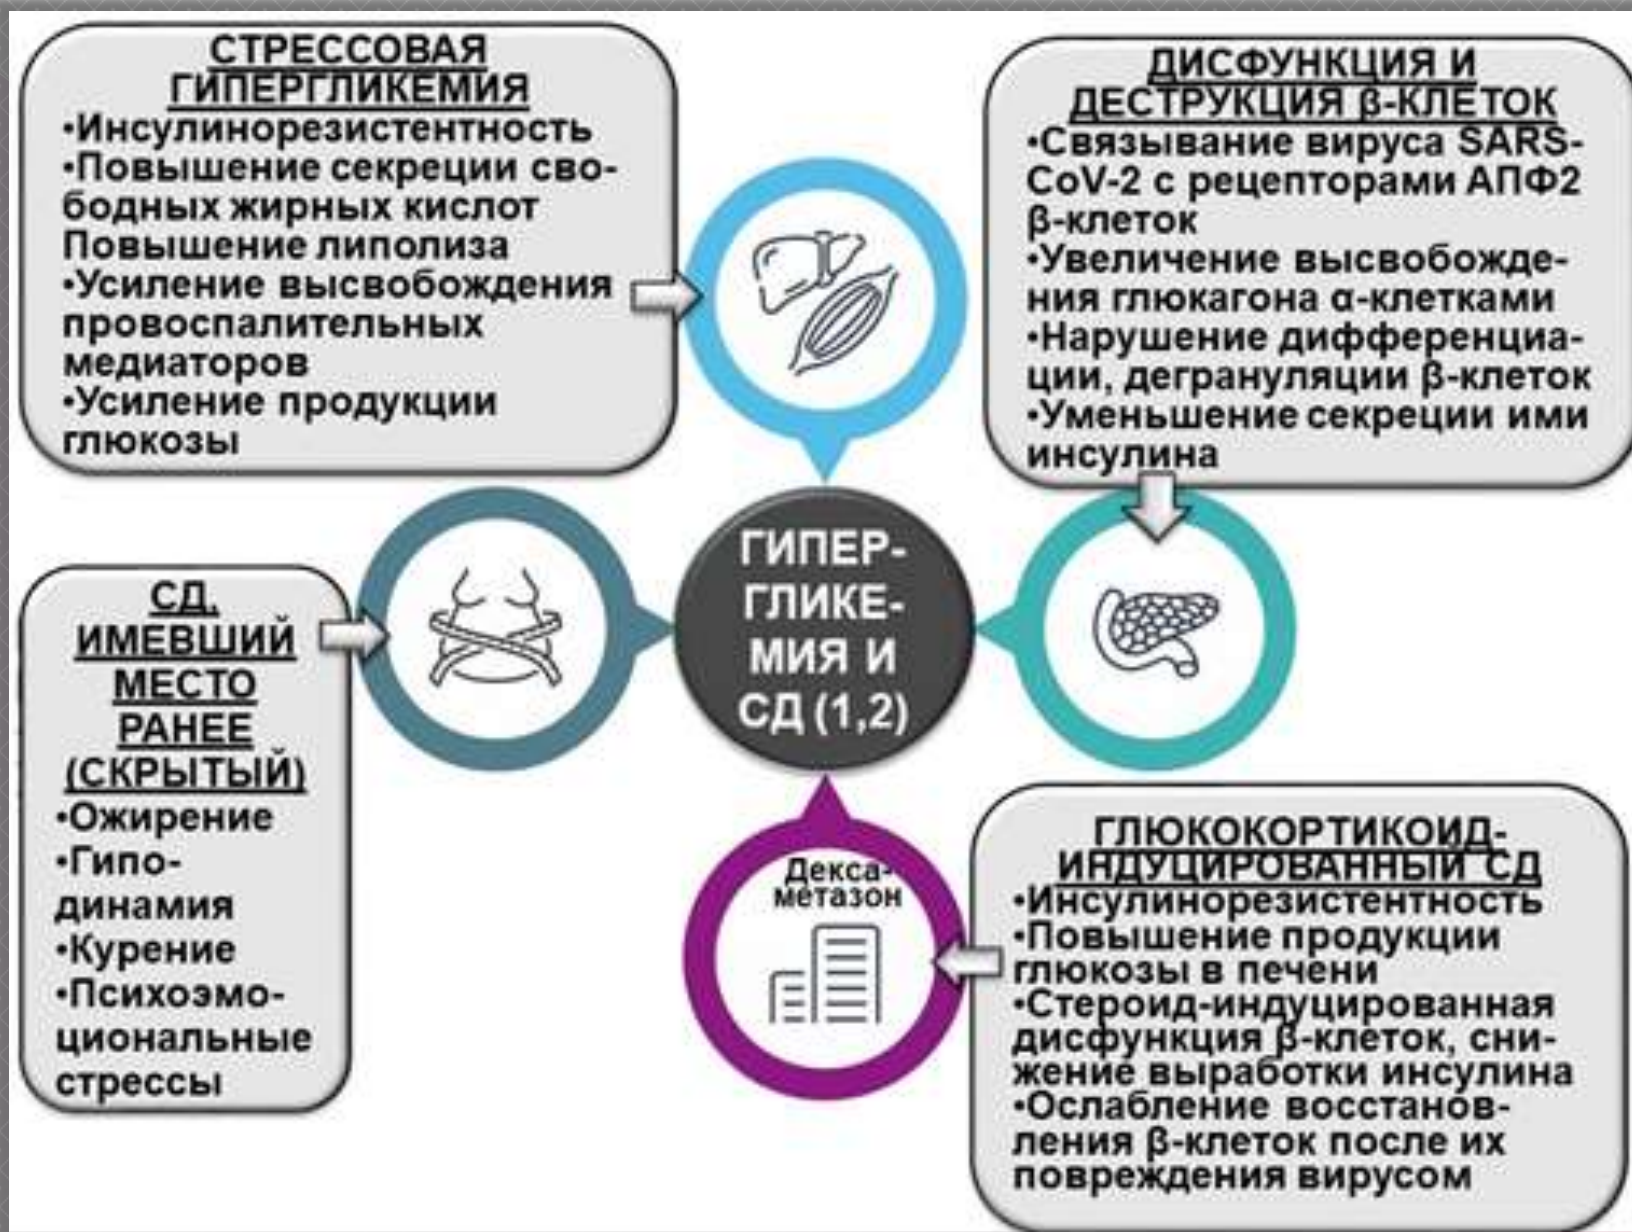 СТРЕССОВАЯ
ГИПЕРГЛИКЕМИЯ
•Инсулинорезистентность
•Повышение секреции сво-
бодных жирных кислот
Повышение липолиза
•Усиление высвобождения
провоспалительных
медиаторов
•Усиление продукции
глюкозы
ДИСФУНКЦИЯ И
ДЕСТРУКЦИЯ β-КЛЕТОК
•Связывание вируса SARS-
CoV-2 с рецепторами АПФ2
β-клеток
•Увеличение высвобожде-
ния глюкагона α-клетками
•Нарушение дифференциа-
ции, дегрануляции β-клеток
•Уменьшение секреции ими
инсулина
ГИПЕР-
ГЛИКЕ-
МИЯ И
СД (1,2)
СД,
ИМЕВШИЙ
МЕСТО
РАНЕЕ
(СКРЫТЫЙ)
•Ожирение
•Гипо-
динамия
•Курение
•Психоэмо-
циональные
стрессы
Декса-
метазон
ГЛЮКОКОРТИКОИД-
ИНДУЦИРОВАННЫЙ СД
•Инсулинорезистентность
•Повышение продукции
глюкозы в печени
•Стероид-индуцированная
дисфункция β-клеток, сни-
жение выработки инсулина
•Ослабление восстанов-
ления β-клеток после их
повреждения вирусом